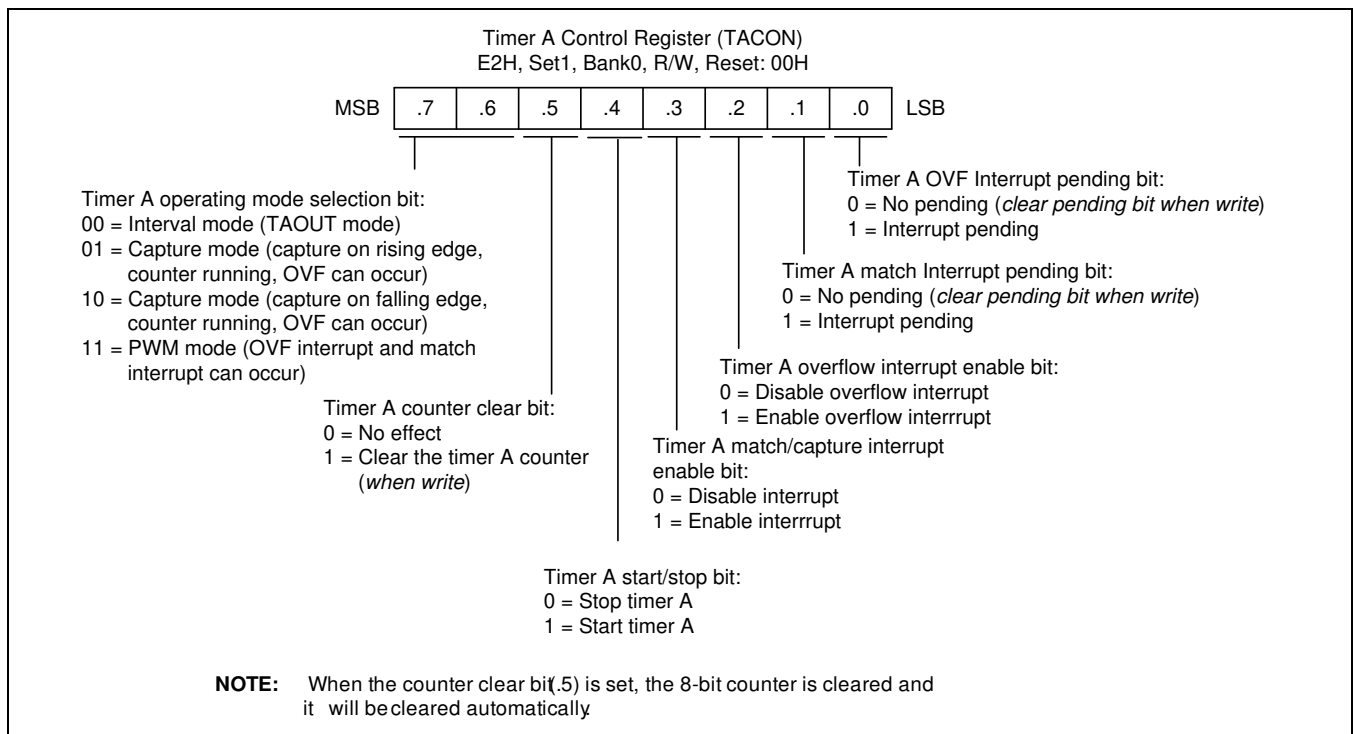 Timer A Control Register (TACON)
E2H, Set1, Bank0, R/W, Reset: 00H
MSB .7 .6 .5 .4 .3 .2 .1 .0 LSB
Timer A operating mode selection bit:
00 = Interval mode (TAOUT mode)
01 = Capture mode (capture on rising edge,
counter running, OVF can occur)
10 = Capture mode (capture on falling edge,
counter running, OVF can occur)
11 = PWM mode (OVF interrupt and match
interrupt can occur)
Timer A counter clear bit:
0 = No effect
1 = Clear the timer A counter
(when write)
Timer A start/stop bit:
0 = Stop timer A
1 = Start timer A
Timer A match/capture interrupt
enable bit:
0 = Disable interrupt
1 = Enable interrrupt
Timer A overflow interrupt enable bit:
0 = Disable overflow interrupt
1 = Enable overflow interrrupt
Timer A match Interrupt pending bit:
0 = No pending (clear pending bit when write)
1 = Interrupt pending
Timer A OVF Interrupt pending bit:
0 = No pending (clear pending bit when write)
1 = Interrupt pending
NOTE: When the counter clear bit(.5) is set, the 8-bit counter is cleared and
it will be cleared automatically.